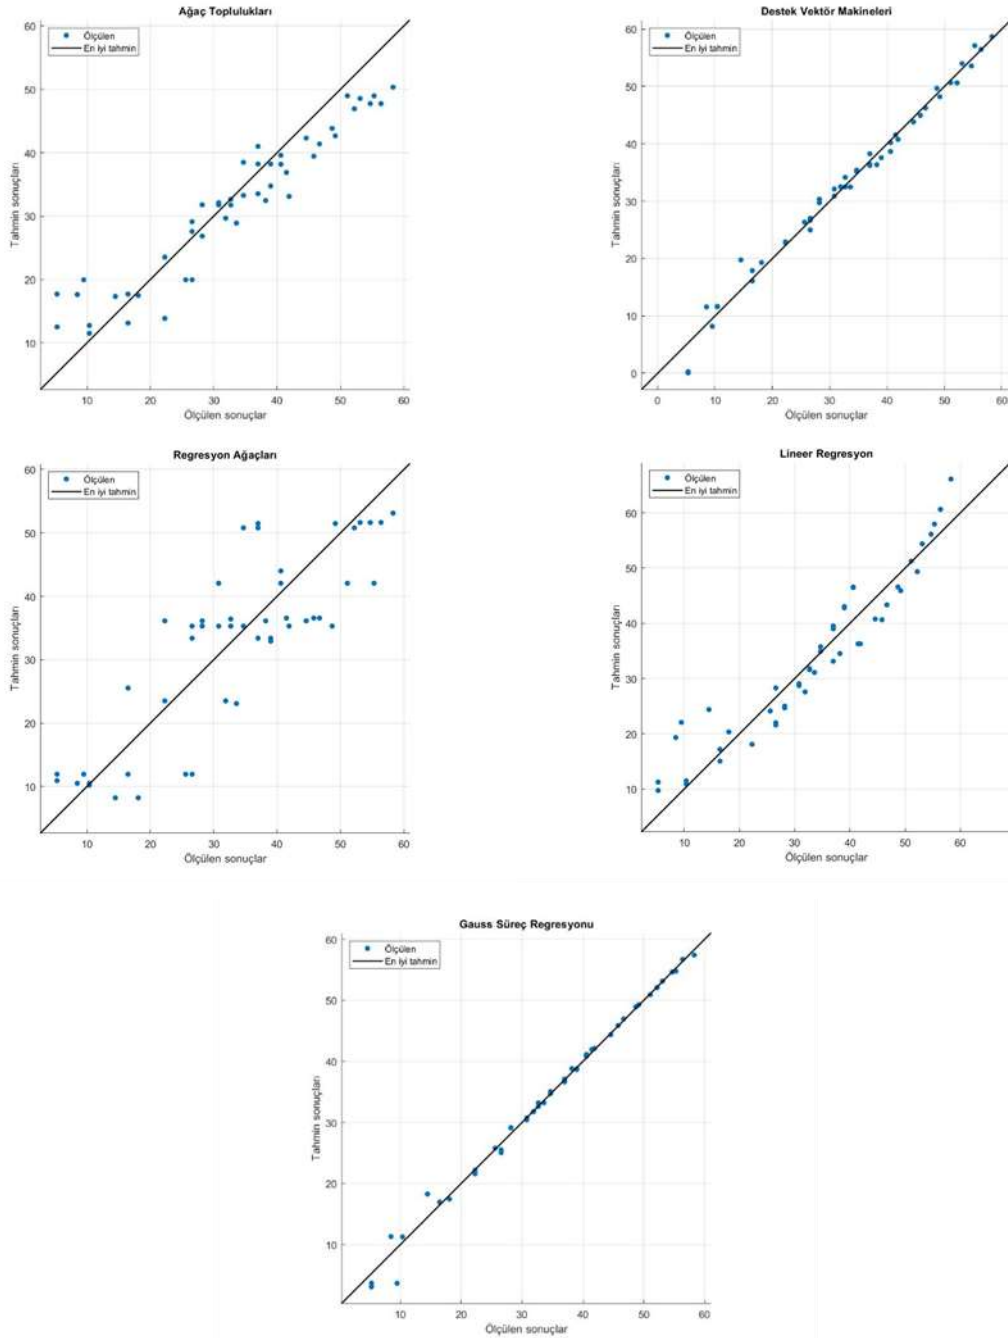 Ağaç Toplulukları
Ölçülen
En iyi tahmin
60
50
40
30
20
10
Tahmin sonuçları
10 20 30 40 50 60
Ölçülen sonuçlar
Destek Vektör Makineleri
Ölçülen
En iyi tahmin
60
50
40
30
20
10
0
Tahmin sonuçları
0 10 20 30 40 50 60
Ölçülen sonuçlar
Regresyon Ağaçları
Ölçülen
En iyi tahmin
60
50
40
30
20
10
Tahmin sonuçları
10 20 30 40 50 60
Ölçülen sonuçlar
Lineer Regresyon
Ölçülen
En iyi tahmin
60
50
40
30
20
10
Tahmin sonuçları
10 20 30 40 50 60
Ölçülen sonuçlar
Gauss Süreç Regresyonu
Ölçülen
En iyi tahmin
60
50
40
30
20
10
Tahmin sonuçları
10 20 30 40 50 60
Ölçülen sonuçlar